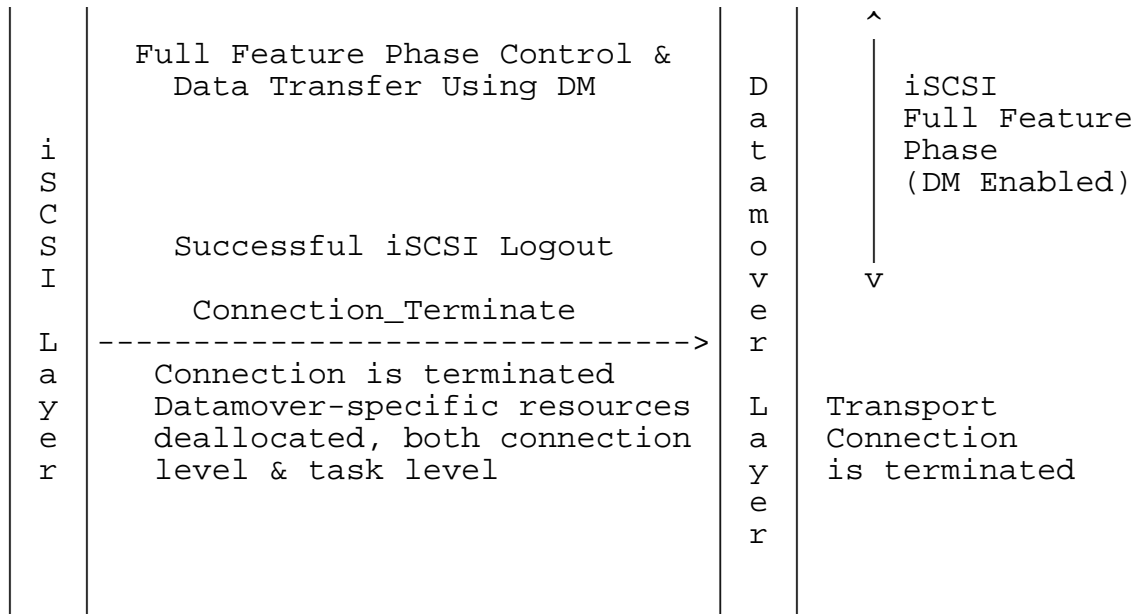 Full Feature Phase Control &
Data Transfer Using DM
iSCSI Layer
Successful iSCSI Logout
Connection_Terminate
------------------------------->
Connection is terminated
Datamover-specific resources
deallocated, both connection
level & task level
Datamover Layer
^
iSCSI
Full Feature
Phase
(DM Enabled)
v
Transport
Connection
is terminated